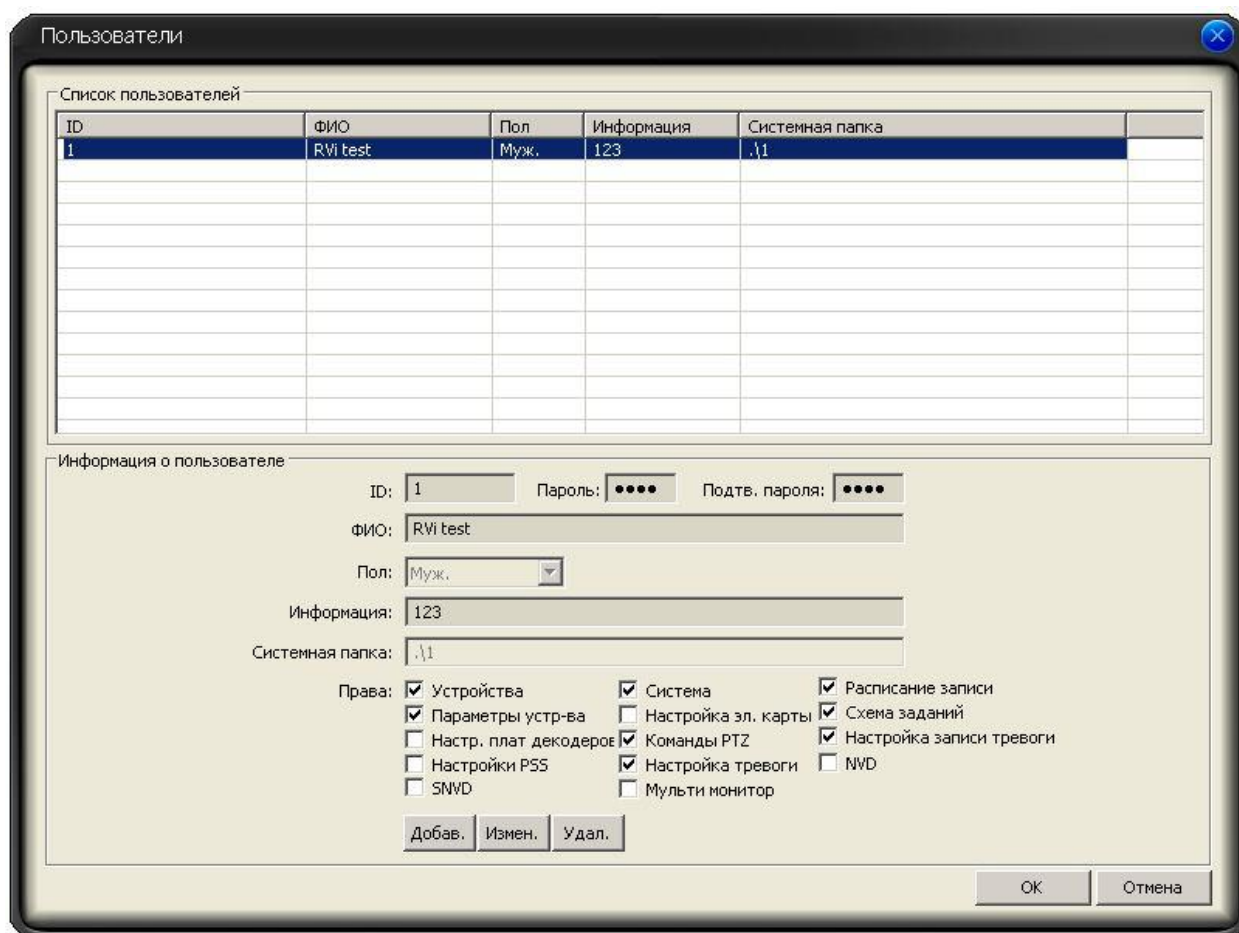 Пользователи
Список пользователей
ID ФИО Пол Информация Системная папка
1 RVi test Муж. 123 .\1
Информация о пользователе
ID: 1 Пароль: •••• Подтв. пароля: ••••
ФИО: RVi test
Пол: Муж.
Информация: 123
Системная папка: .\1
Права: Устройства Система Расписание записи
Параметры устр-ва Настройка эл. карты Схема заданий
Настр. плат декодеров Команды PTZ Настройка записи тревоги
Настройки PSS Настройка тревоги NVD
SNVD Мульти монитор
Добав. Измен. Удал.
OK Отмена